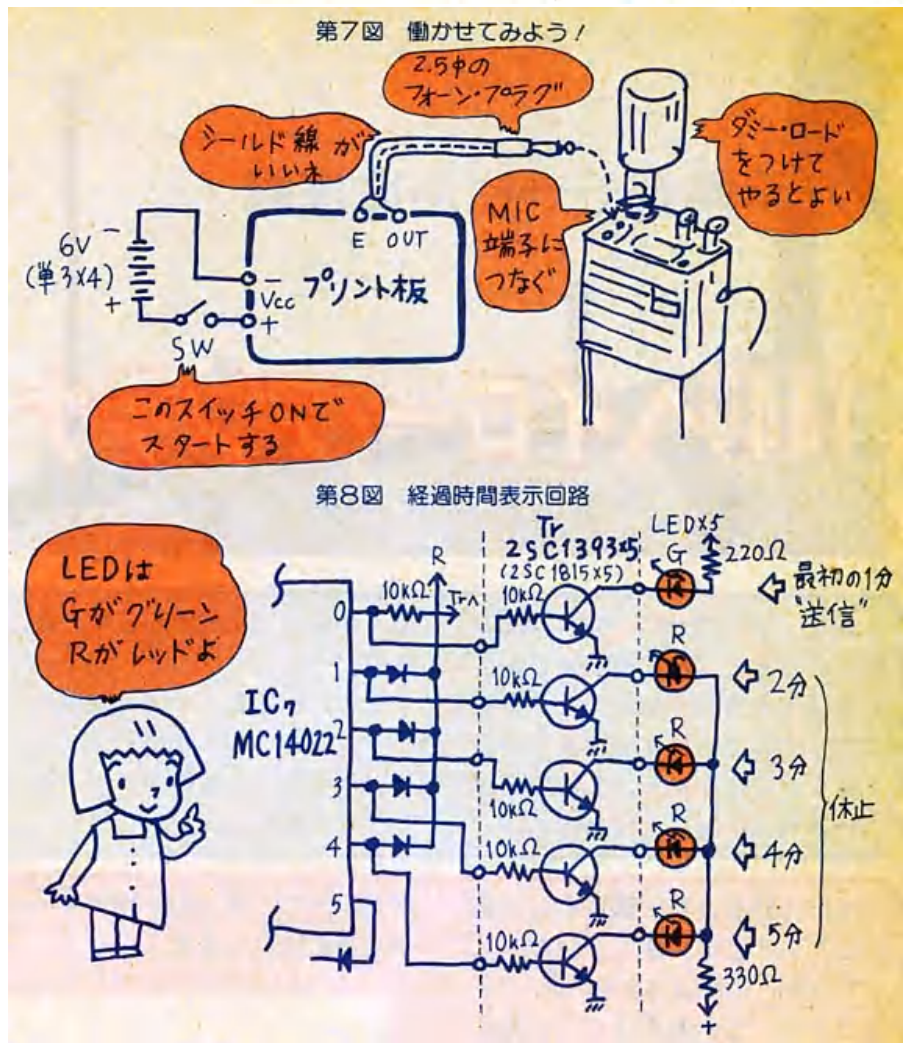 第7図 働かせてみよう!
2.5φの
フォーン・プラグ
シールド線が
いいネ
ダミー・ロード
をつけて
やるとよい
MIC
端子に
つなぐ
E OUT
6V
(単3×4)
−
+
−
Vcc
+
プリント板
SW
このスイッチONで
スタートする
第8図 経過時間表示回路
LEDは
Gがグリーン
Rがレッドよ
IC7
MC14022
0
1
2
3
4
5
10kΩ
R
Trへ
Tr
2SC1393×5
(2SC1815×5)
10kΩ
10kΩ
10kΩ
10kΩ
10kΩ
LED×5
G
220Ω
R
R
R
R
330Ω
+
最初の1分
"送信"
2分
3分
4分
5分
休止